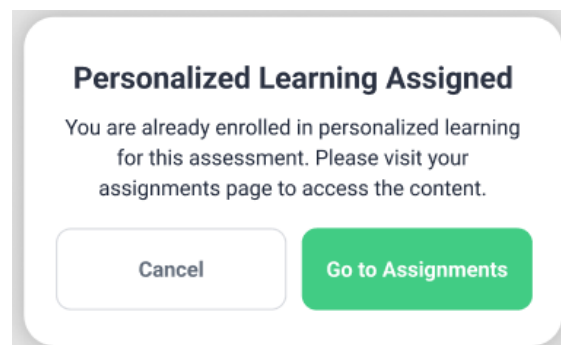 Personalized Learning Assigned
You are already enrolled in personalized learning
for this assessment. Please visit your
assignments page to access the content.
Cancel
Go to Assignments